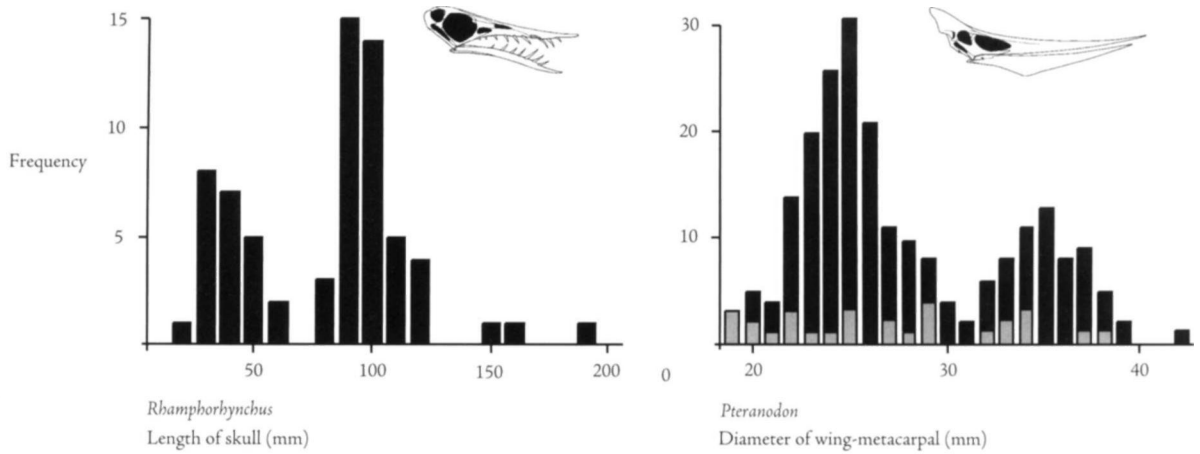 15
10
Frequency
5
50
100
150
200
Rhamphorhynchus
Length of skull (mm)
30
20
10
0
20
30
40
Pteranodon
Diameter of wing-metacarpal (mm)